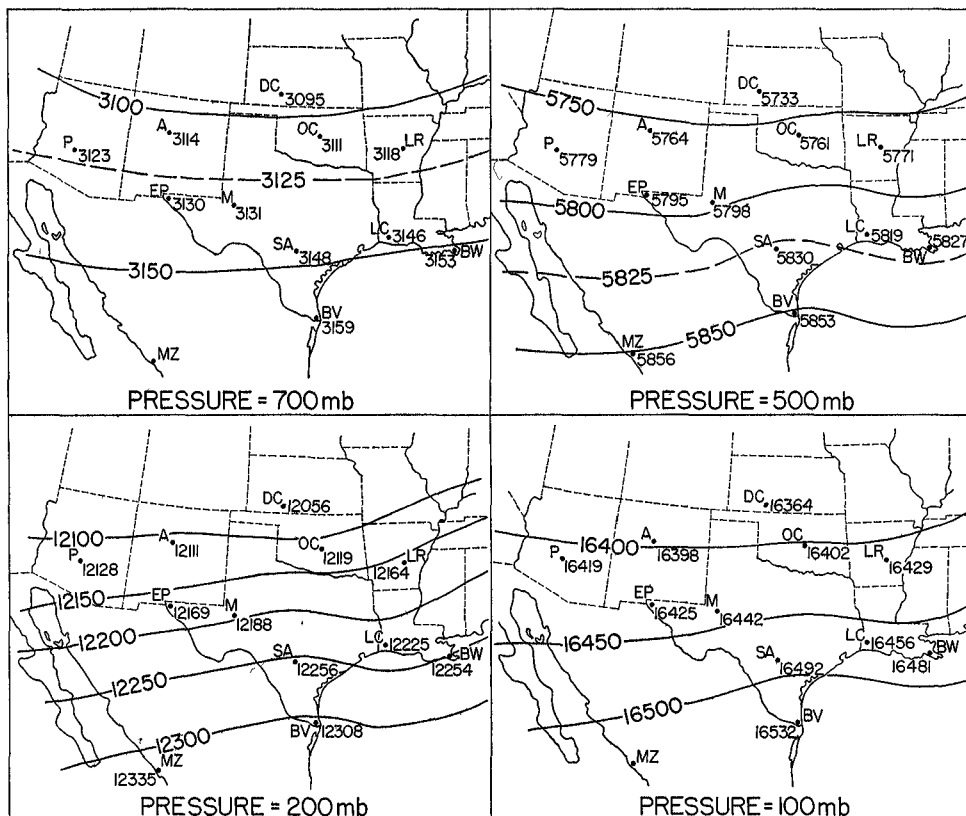 DC
3095
3100
A
3114
OC
3111
P
3123
LR
3118
3125
EP
3130
M
3131
LC
3146
SA
3148
3153
BW
3150
BV
3159
MZ
PRESSURE = 700 mb
DC
5733
5750
A
5764
OC
5761
P
5779
LR
5771
EP
5795
M
5798
5800
LC
5819
SA
5830
5827
BW
5825
BV
5853
5850
MZ
5856
PRESSURE = 500 mb
DC
12056
12100
A
12111
OC
12119
P
12128
LR
12164
12150
EP
12169
M
12188
12200
LC
12225
SA
12256
BW
12254
12250
BV
12308
12300
MZ
12335
PRESSURE = 200 mb
DC
16364
16400
A
16398
OC
16402
P
16419
LR
16429
EP
16425
M
16442
16450
LC
16456
SA
16492
BW
16481
16500
BV
16532
MZ
PRESSURE = 100 mb